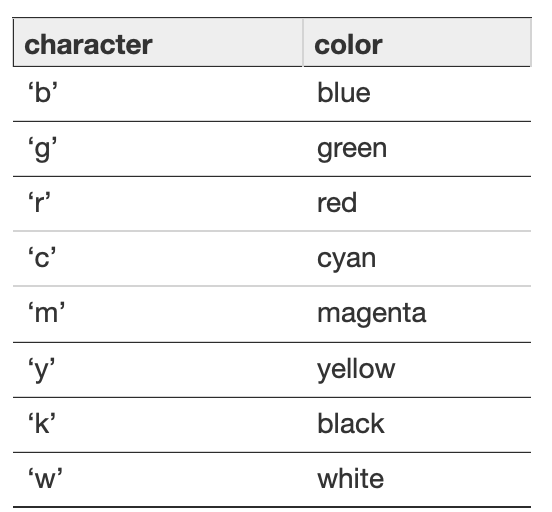 character color
‘b’ blue
‘g’ green
‘r’ red
‘c’ cyan
‘m’ magenta
‘y’ yellow
‘k’ black
‘w’ white